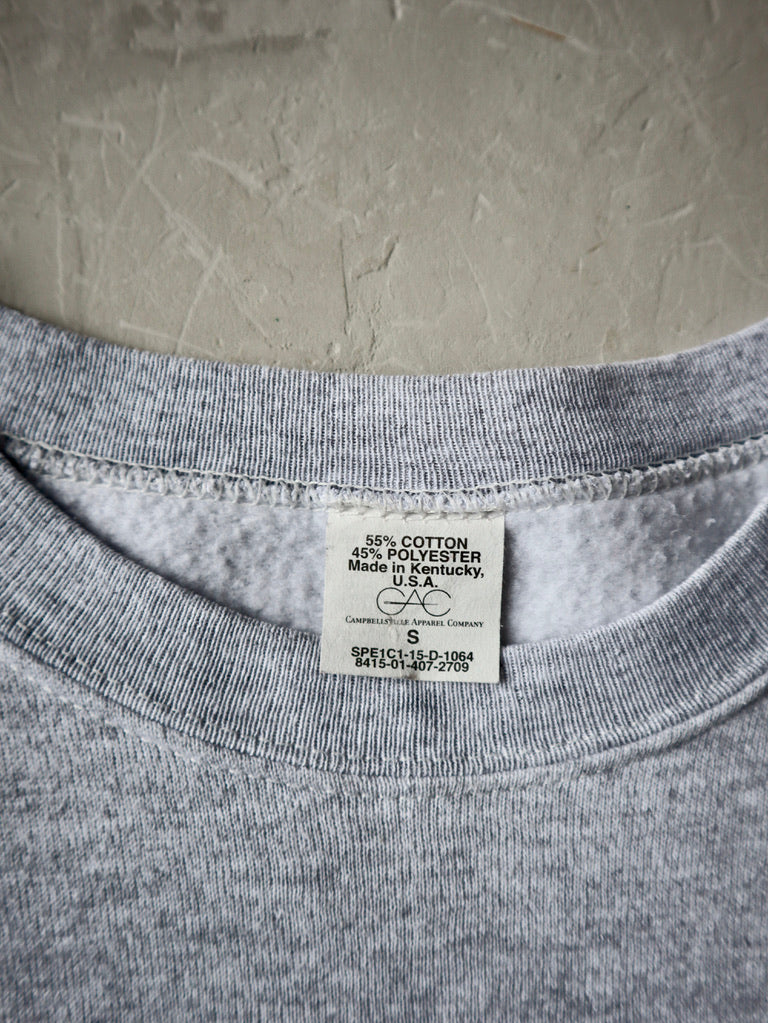 55% COTTON
45% POLYESTER
Made in Kentucky,
U.S.A.
CAC
CAMPBELLSVILLE APPAREL COMPANY
S
SPE1C1-15-D-1064
8415-01-407-2709